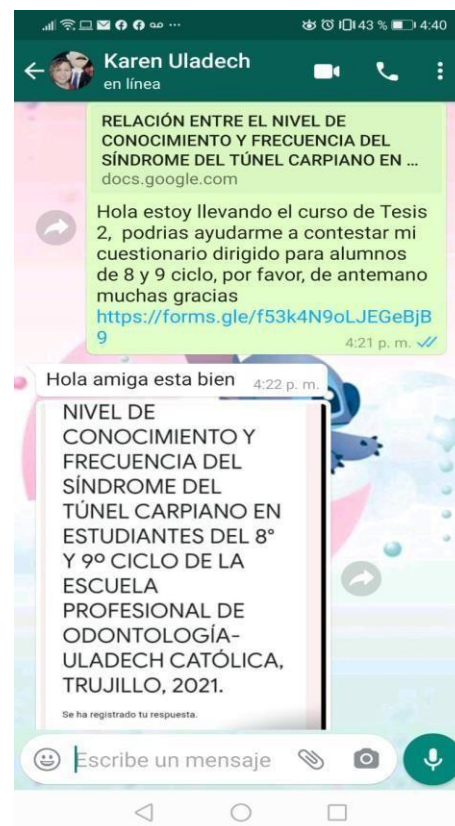 43 % 4:40
Karen Uladech
en línea
RELACIÓN ENTRE EL NIVEL DE
CONOCIMIENTO Y FRECUENCIA DEL
SÍNDROME DEL TÚNEL CARPIANO EN ...
docs.google.com
Hola estoy llevando el curso de Tesis
2, podrias ayudarme a contestar mi
cuestionario dirigido para alumnos
de 8 y 9 ciclo, por favor, de antemano
muchas gracias
https://forms.gle/f53k4N9oLJEGeBjB
9
4:21 p. m.
Hola amiga esta bien 4:22 p. m.
NIVEL DE
CONOCIMIENTO Y
FRECUENCIA DEL
SÍNDROME DEL
TÚNEL CARPIANO EN
ESTUDIANTES DEL 8°
Y 9º CICLO DE LA
ESCUELA
PROFESIONAL DE
ODONTOLOGÍA-
ULADECH CATÓLICA,
TRUJILLO, 2021.
Se ha registrado tu respuesta.
Escribe un mensaje